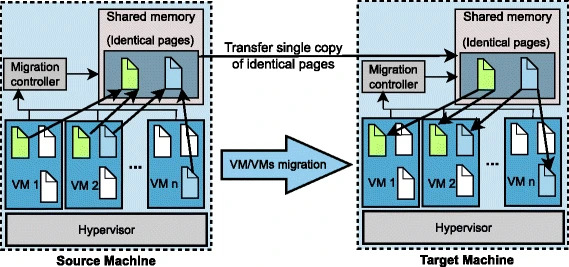 Shared memory
(Identical pages)
Migration
controller
VM 1
VM 2
...
VM n
Hypervisor
Source Machine
Transfer single copy
of identical pages
VM/VMs migration
Shared memory
(Identical pages)
Migration
controller
VM 1
VM 2
...
VM n
Hypervisor
Target Machine